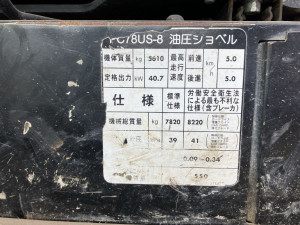 PC78US-8 油圧ショベル
機体質量 kg 5610 最高走行速度 km/h 前進 5.0
定格出力 kW 40.7 後進 5.0
仕様 標準仕様 労働安全衛生法による最も不利な仕様(含ブレーカ)
機械総質量 kg 7820 8220
39 41
0.09-0.34
550